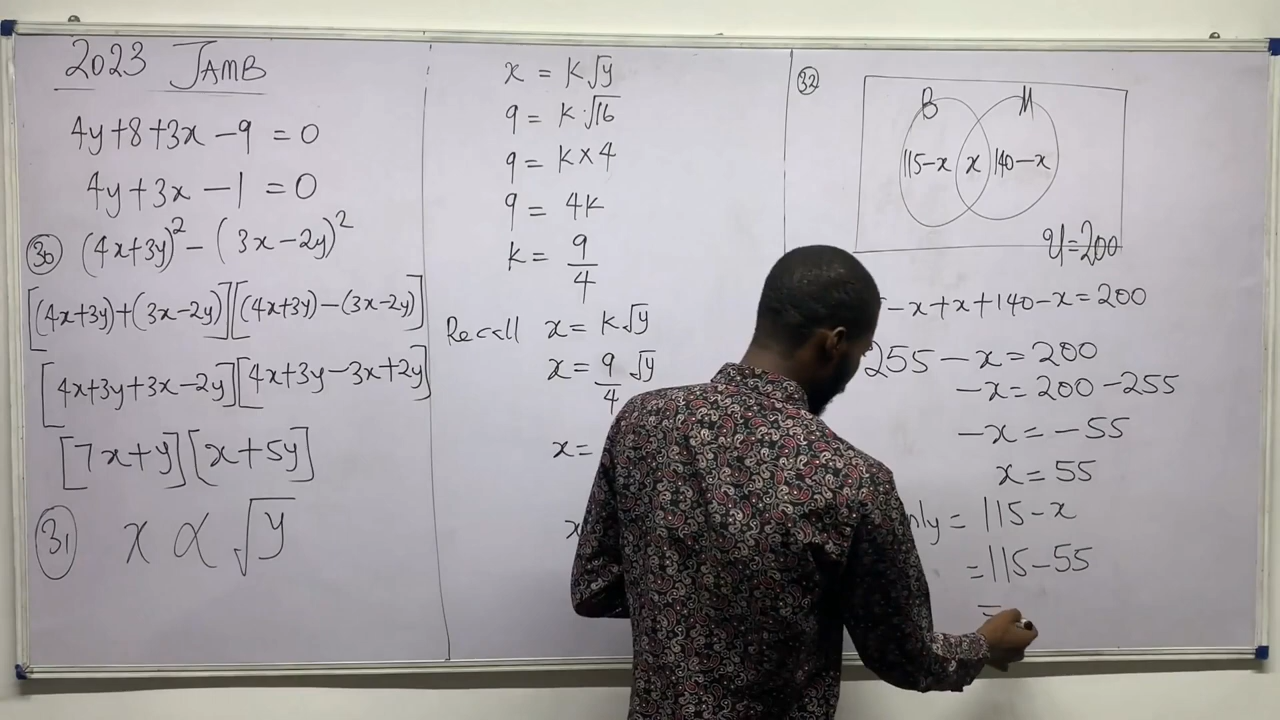 2023 JAMB
4y+8+3x-9 = 0
4y+3x-1 = 0
30 (4x+3y)² - (3x-2y)²
[(4x+3y)+(3x-2y)][(4x+3y)-(3x-2y)]
[4x+3y+3x-2y][4x+3y-3x+2y]
[7x+y][x+5y]
31 x ∝ √y
x = K√y
9 = K·√16
9 = K×4
9 = 4K
K = 9/4
Recall x = K√y
x = 9/4 √y
x =
x
32
B M
115-x x 140-x
U=200
-x+x+140-x=200
255-x=200
-x=200-255
-x=-55
x=55
= 115-x
=115-55
=